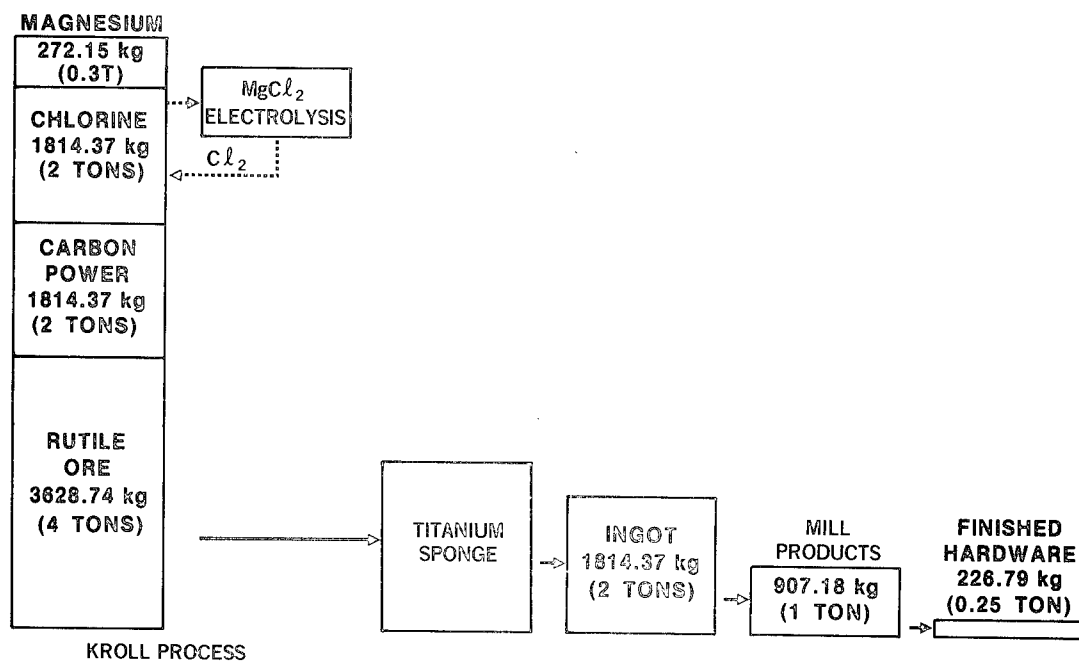 MAGNESIUM
272.15 kg
(0.3T)
CHLORINE
1814.37 kg
(2 TONS)
MgCℓ₂
ELECTROLYSIS
Cℓ₂
CARBON
POWER
1814.37 kg
(2 TONS)
RUTILE
ORE
3628.74 kg
(4 TONS)
KROLL PROCESS
TITANIUM
SPONGE
INGOT
1814.37 kg
(2 TONS)
MILL
PRODUCTS
907.18 kg
(1 TON)
FINISHED
HARDWARE
226.79 kg
(0.25 TON)